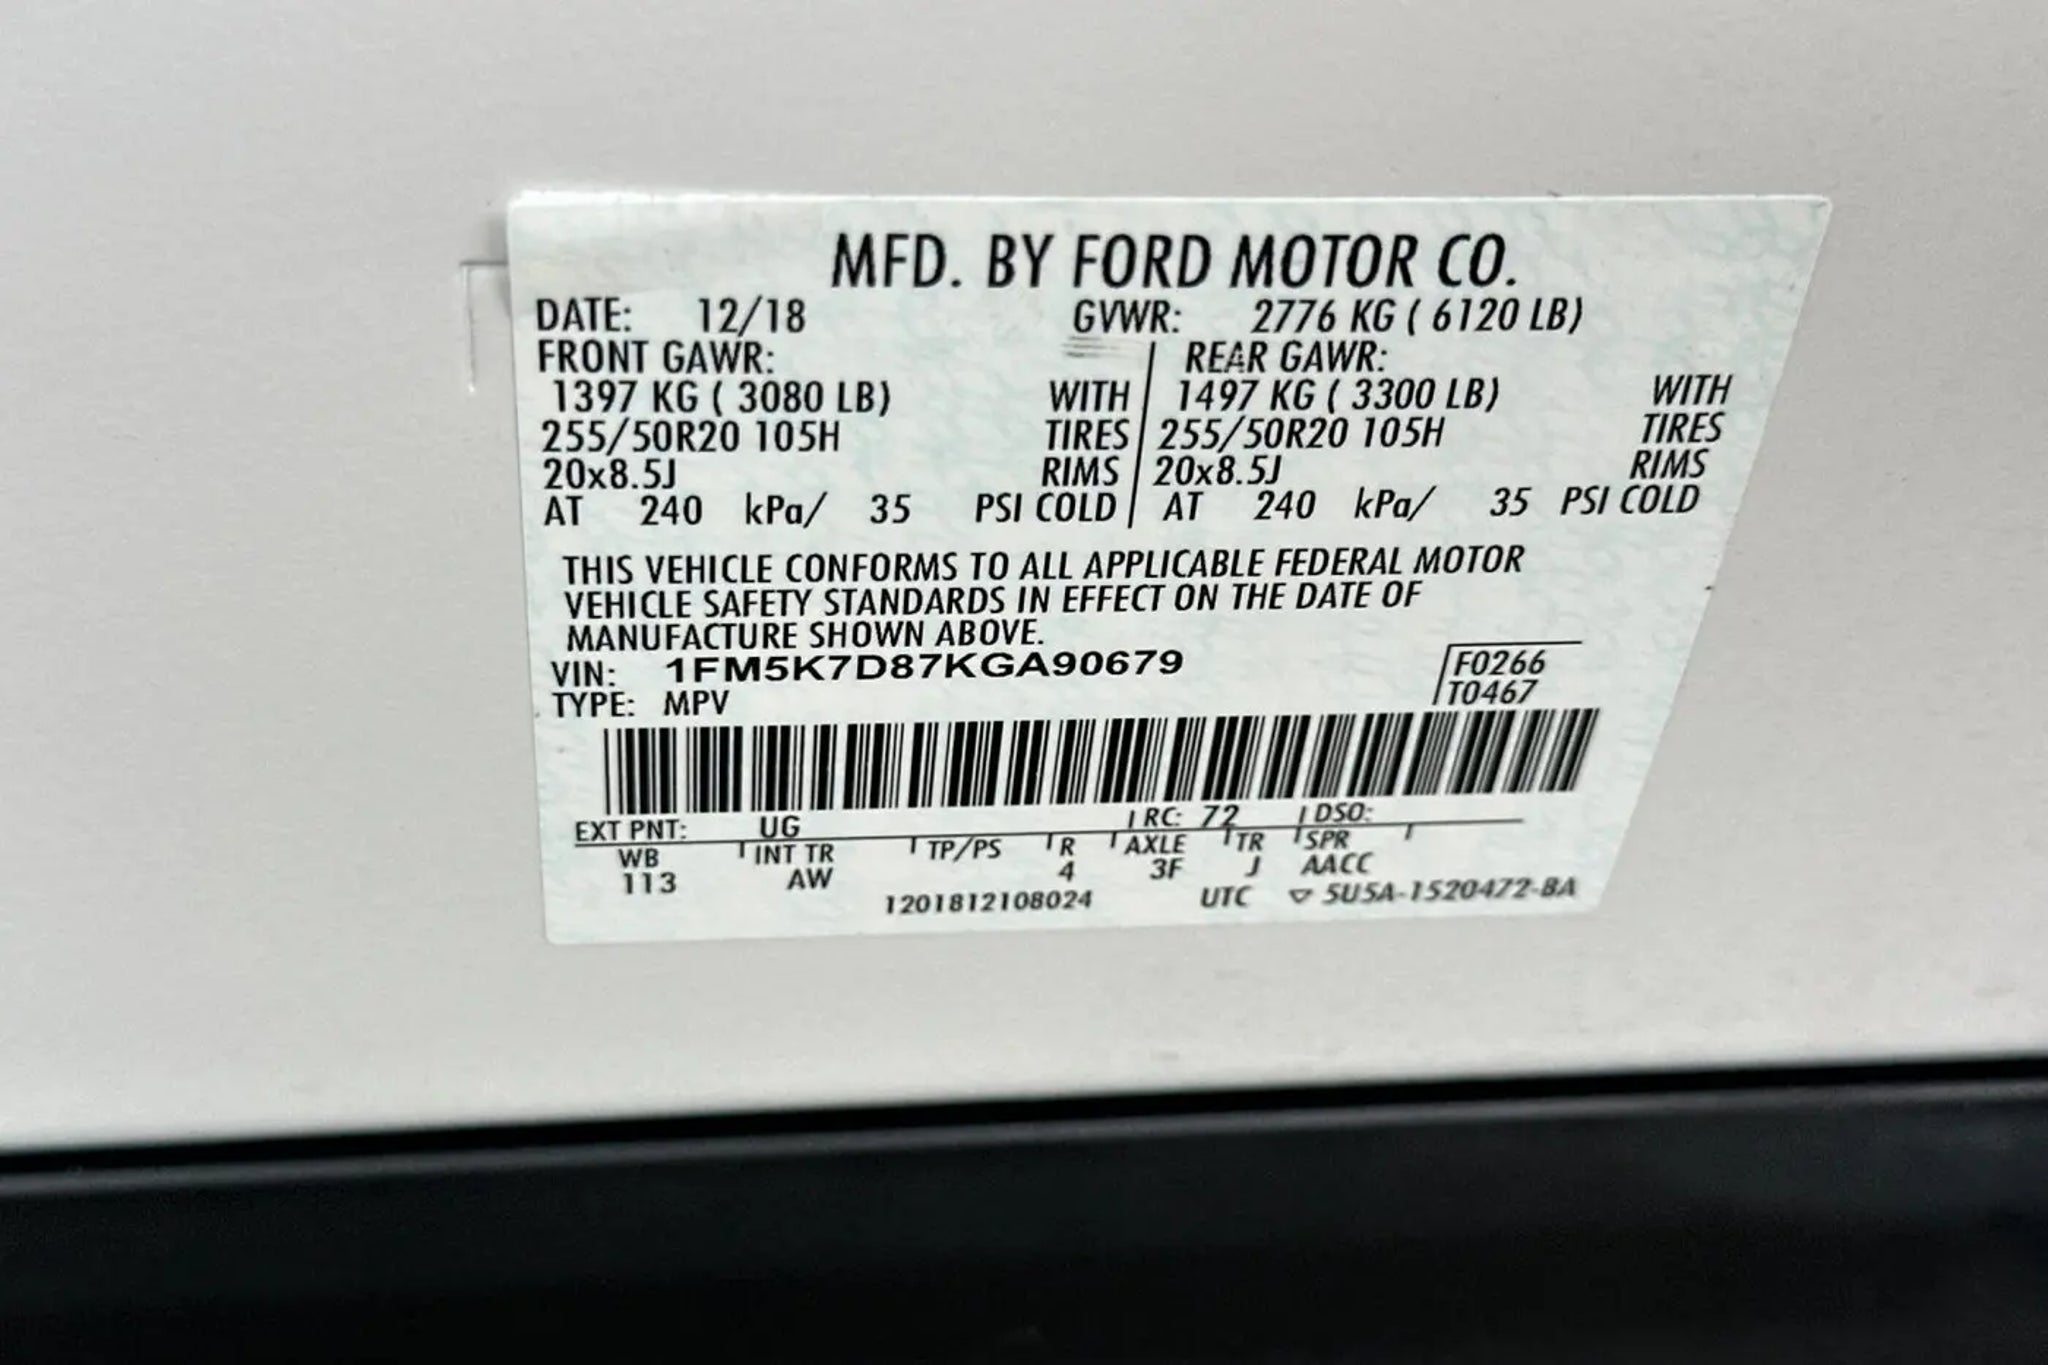 MFD. BY FORD MOTOR CO.
DATE: 12/18 GVWR: 2776 KG ( 6120 LB)
FRONT GAWR: REAR GAWR:
1397 KG ( 3080 LB) WITH 1497 KG ( 3300 LB) WITH
255/50R20 105H TIRES 255/50R20 105H TIRES
20x8.5J RIMS 20x8.5J RIMS
AT 240 kPa/ 35 PSI COLD AT 240 kPa/ 35 PSI COLD
THIS VEHICLE CONFORMS TO ALL APPLICABLE FEDERAL MOTOR
VEHICLE SAFETY STANDARDS IN EFFECT ON THE DATE OF
MANUFACTURE SHOWN ABOVE.
VIN: 1FM5K7D87KGA90679 F0266
TYPE: MPV T0467
EXT PNT: UG RC: 72 DSO:
WB INT TR TP/PS R AXLE TR SPR
113 AW 4 3F J AACC
1201812108024 UTC ▽ 5U5A-1520472-BA